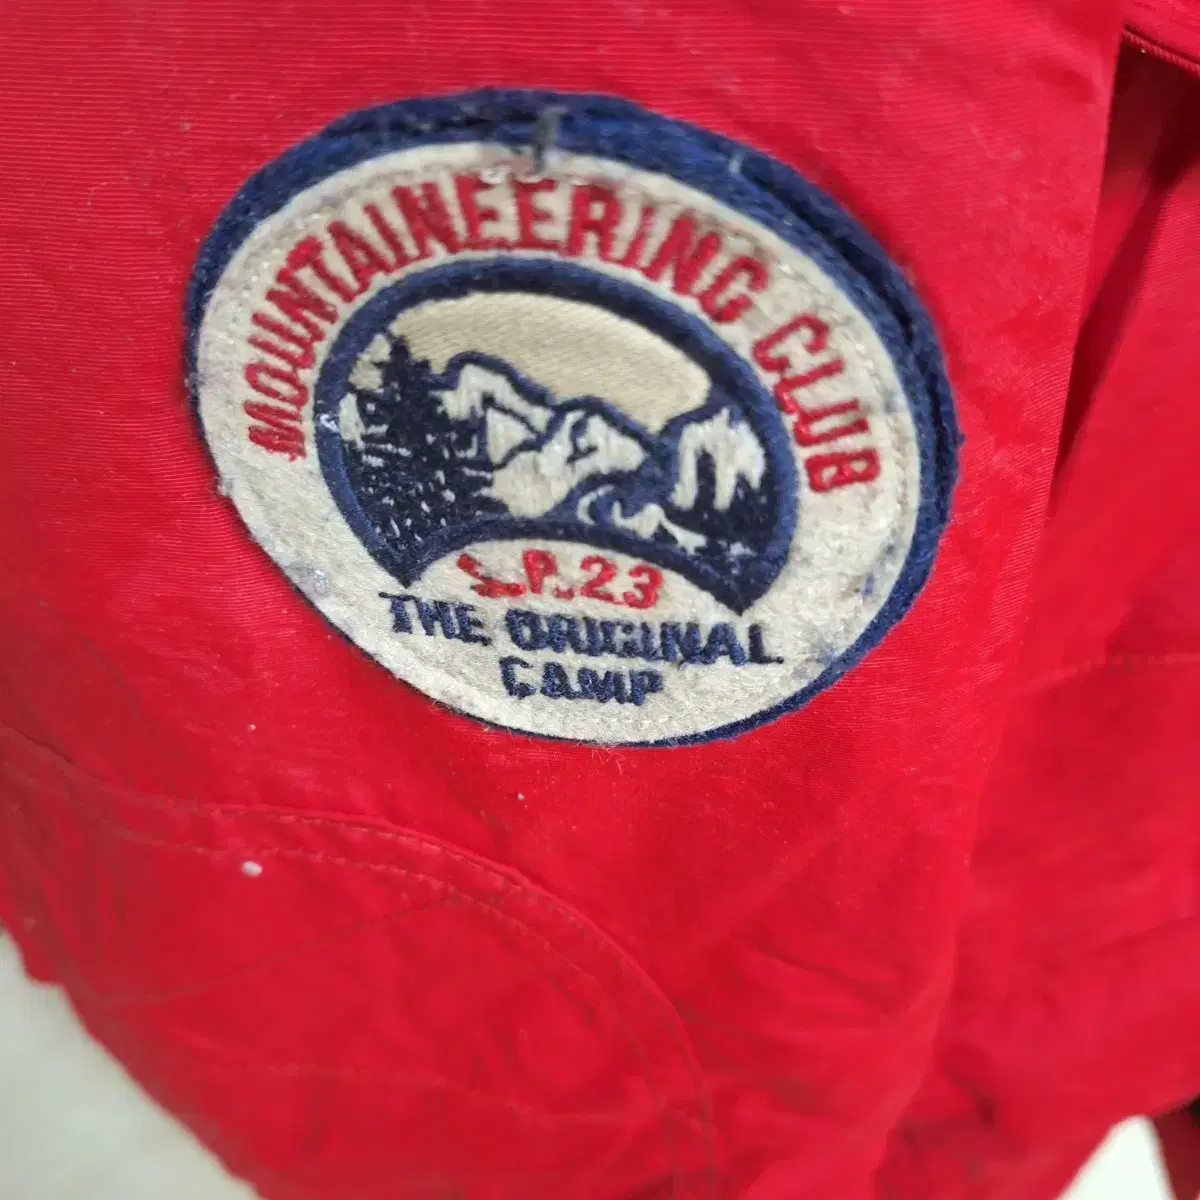 MOUNTAINEERING CLUB
S.P.23
THE ORIGINAL
CAMP